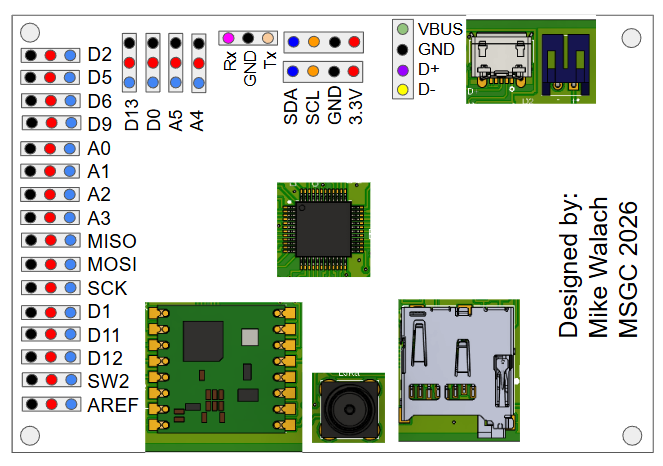 D2
D5
D6
D9
A0
A1
A2
A3
MISO
MOSI
SCK
D1
D11
D12
SW2
AREF
D13
D0
A5
A4
Rx
GND
Tx
SDA
SCL
GND
3.3V
VBUS
GND
D+
D-
Designed by:
Mike Walach
MSGC 2026